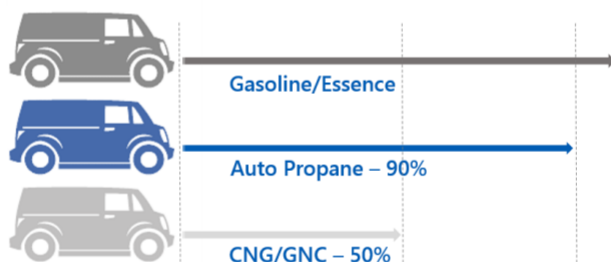 Gasoline/Essence
Auto Propane – 90%
CNG/GNC – 50%